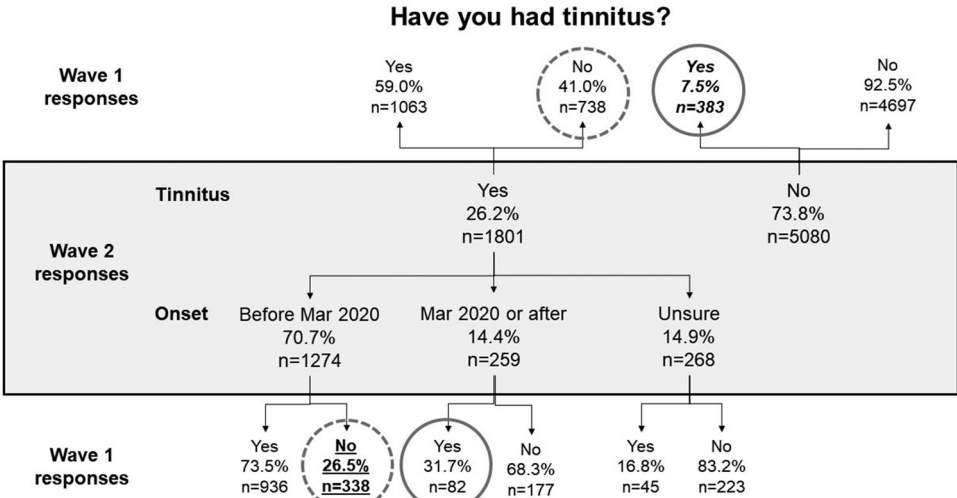 Have you had tinnitus?
Wave 1
responses
Yes
59.0%
n=1063
No
41.0%
n=738
Yes
7.5%
n=383
No
92.5%
n=4697
Wave 2
responses
Tinnitus
Yes
26.2%
n=1801
No
73.8%
n=5080
Onset
Before Mar 2020
70.7%
n=1274
Mar 2020 or after
14.4%
n=259
Unsure
14.9%
n=268
Wave 1
responses
Yes
73.5%
n=936
No
26.5%
n=338
Yes
31.7%
n=82
No
68.3%
n=177
Yes
16.8%
n=45
No
83.2%
n=223